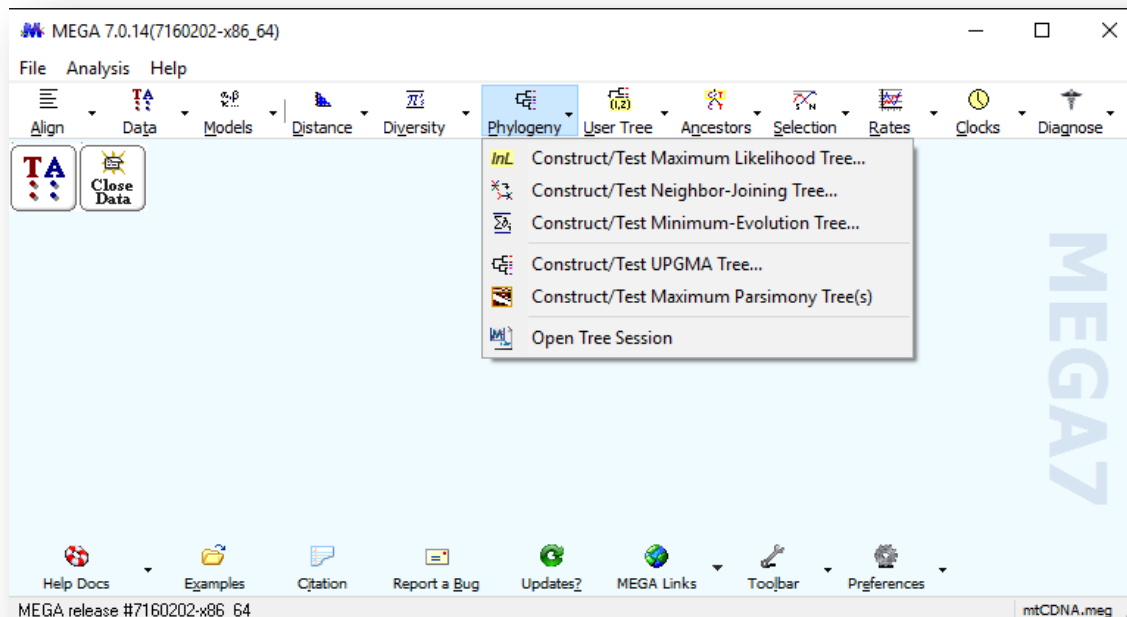 MEGA 7.0.14(7160202-x86_64)
File Analysis Help
Align Data Models Distance Diversity Phylogeny User Tree Ancestors Selection Rates Clocks Diagnose
TA
Close
Data
lnL Construct/Test Maximum Likelihood Tree...
Construct/Test Neighbor-Joining Tree...
Construct/Test Minimum-Evolution Tree...
Construct/Test UPGMA Tree...
Construct/Test Maximum Parsimony Tree(s)
Open Tree Session
MEGA7
Help Docs Examples Citation Report a Bug Updates? MEGA Links Toolbar Preferences
MEGA release #7160202-x86_64 mtCDNA.meg